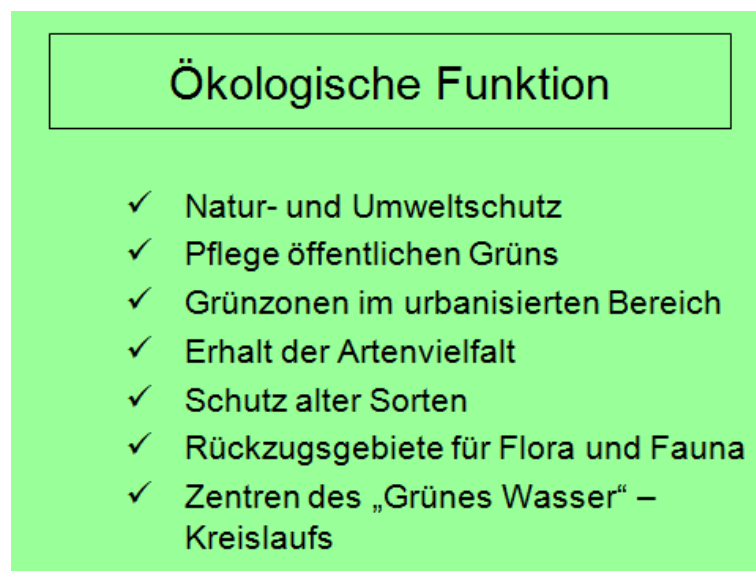 Ökologische Funktion
✓ Natur- und Umweltschutz
✓ Pflege öffentlichen Grüns
✓ Grünzonen im urbanisierten Bereich
✓ Erhalt der Artenvielfalt
✓ Schutz alter Sorten
✓ Rückzugsgebiete für Flora und Fauna
✓ Zentren des „Grünes Wasser“ –
Kreislaufs